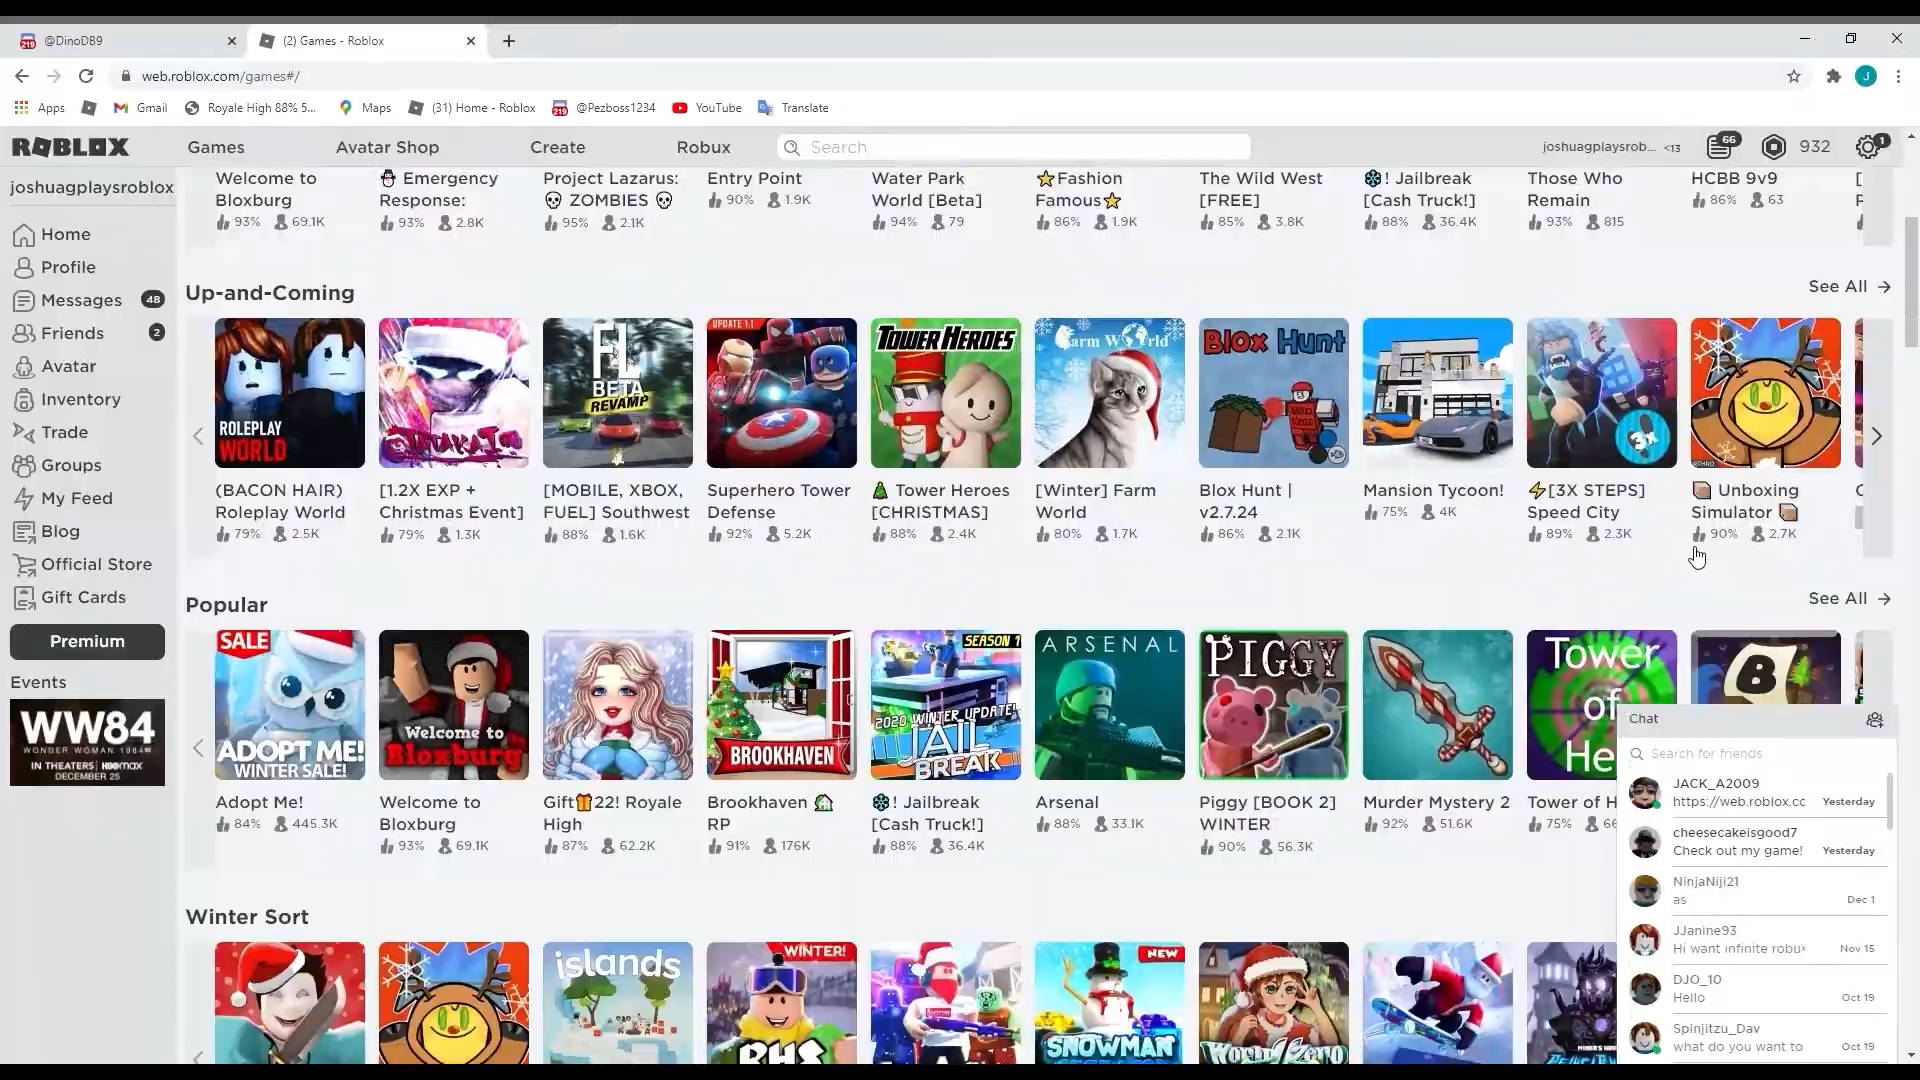 @DinoDB9
(2) Games - Roblox
web.roblox.com/games#/
J
Apps
Gmail
Royale High 88% 5...
Maps
(31) Home - Roblox
@Pezboss1234
YouTube
Translate
ROBLOX
Games
Avatar Shop
Create
Robux
Search
joshuagplaysrob... <13
66
932
1
joshuagplaysroblox
Home
Profile
Messages 48
Friends 2
Avatar
Inventory
Trade
Groups
My Feed
Blog
Official Store
Gift Cards
Premium
Events
WW84
WONDER WOMAN 1984
IN THEATERS | HBOmax
DECEMBER 25
Welcome to Bloxburg
93% 69.1K
Emergency Response:
93% 2.8K
Project Lazarus: ZOMBIES
95% 2.1K
Entry Point
90% 1.9K
Water Park World [Beta]
94% 79
Fashion Famous
86% 1.9K
The Wild West [FREE]
85% 3.8K
! Jailbreak [Cash Truck!]
88% 36.4K
Those Who Remain
93% 815
HCBB 9v9
86% 63
Up-and-Coming
See All
ROLEPLAY WORLD
FL BETA REVAMP
UPDATE 1.1
TOWER HEROES
Farm World
Blox Hunt
3x
(BACON HAIR) Roleplay World
79% 2.5K
[1.2X EXP + Christmas Event]
79% 1.3K
[MOBILE, XBOX, FUEL] Southwest
88% 1.6K
Superhero Tower Defense
92% 5.2K
Tower Heroes [CHRISTMAS]
88% 2.4K
[Winter] Farm World
80% 1.7K
Blox Hunt | v2.7.24
86% 2.1K
Mansion Tycoon!
75% 4K
[3X STEPS] Speed City
89% 2.3K
Unboxing Simulator
90% 2.7K
Popular
See All
SALE
ADOPT ME!
WINTER SALE!
Welcome to Bloxburg
BROOKHAVEN
SEASON 1
2020 WINTER UPDATE!
JAIL BREAK
ARSENAL
PIGGY
Tower of He
B
Adopt Me!
84% 445.3K
Welcome to Bloxburg
93% 69.1K
Gift 22! Royale High
87% 62.2K
Brookhaven RP
91% 176K
! Jailbreak [Cash Truck!]
88% 36.4K
Arsenal
88% 33.1K
Piggy [BOOK 2] WINTER
90% 56.3K
Murder Mystery 2
92% 51.6K
Tower of H
75% 66
Winter Sort
islands
WINTER!
RHS
NEW
SNOWMAN
World Zero
Chat
Search for friends
JACK_A2009
https://web.roblox.cc Yesterday
cheesecakeisgood7
Check out my game! Yesterday
NinjaNiji21
as Dec 1
JJanine93
Hi want infinite robu Nov 15
DJO_10
Hello Oct 19
Spinjitzu_Dav
what do you want to Oct 19